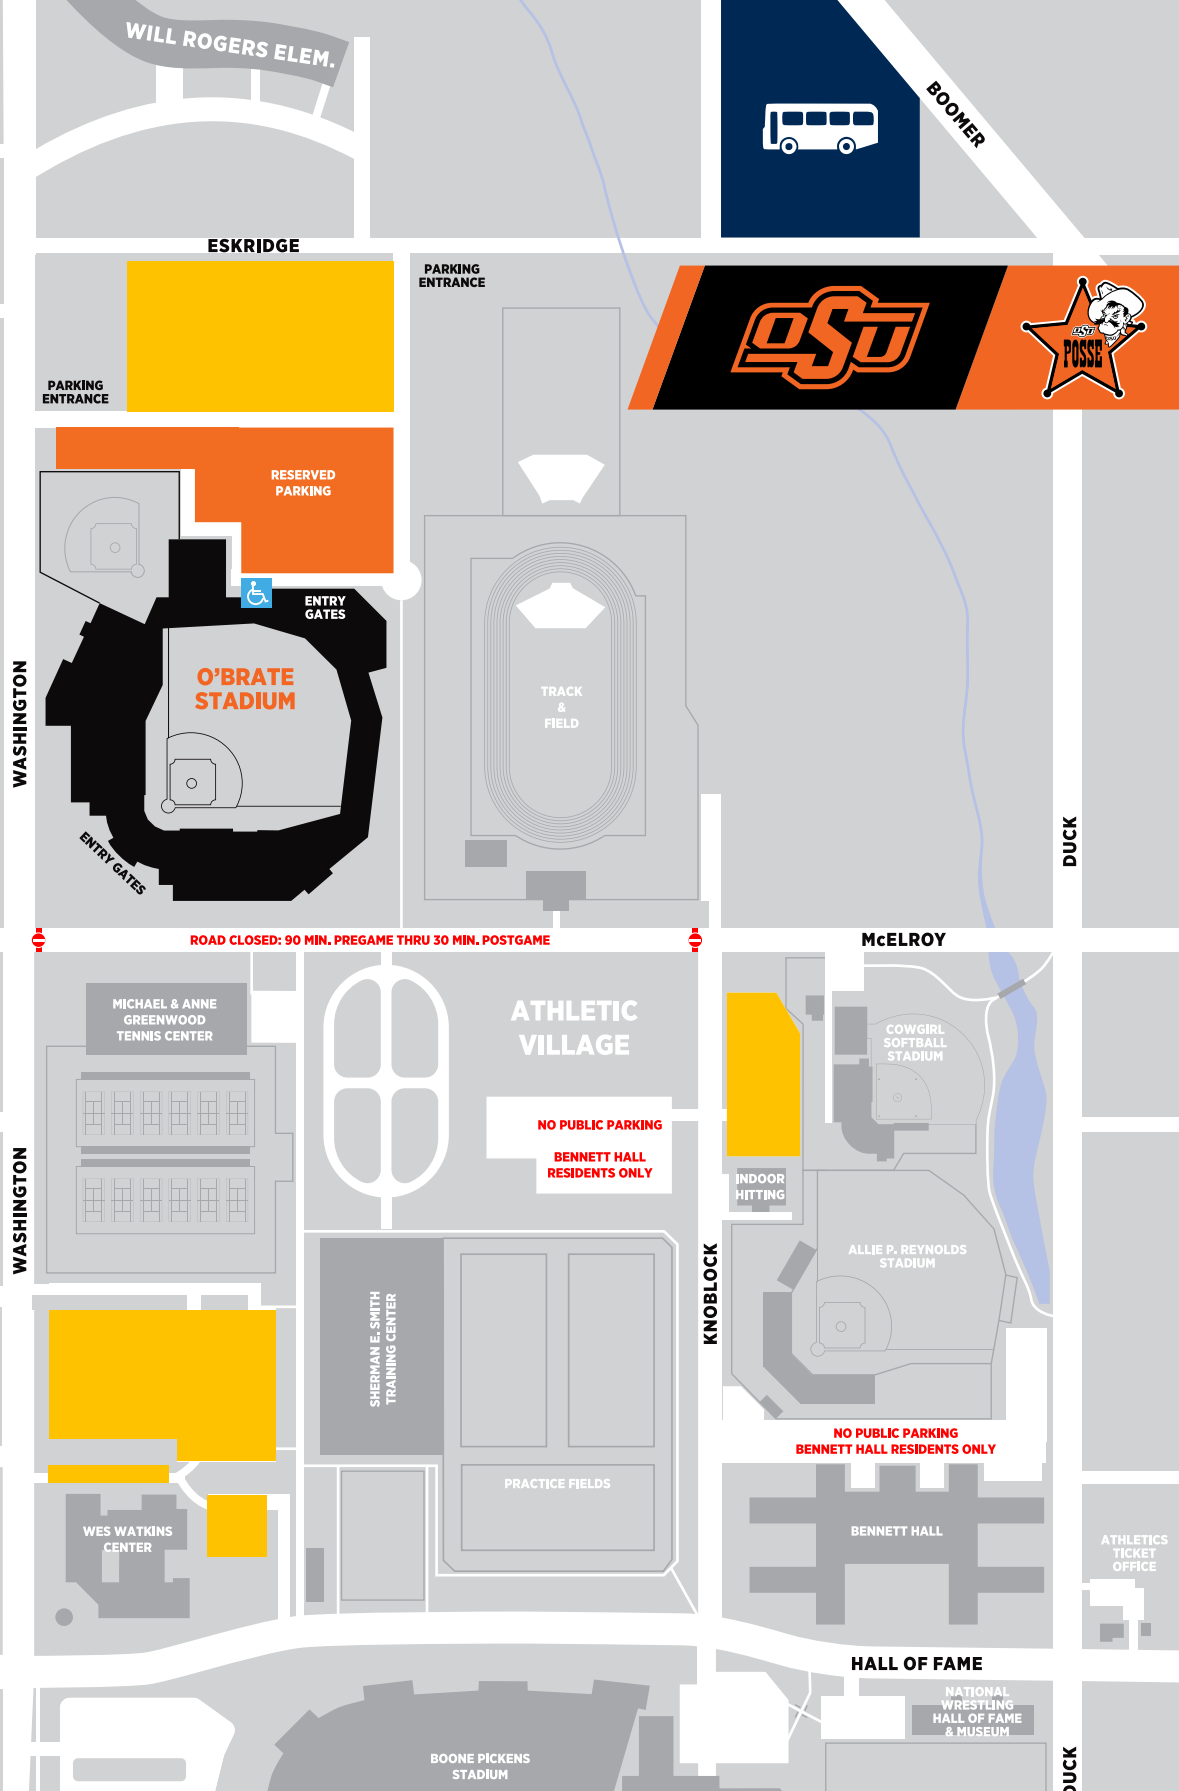 WILL ROGERS ELEM.
BOOMER
ESKRIDGE
PARKING
ENTRANCE
OSU
OSU
POSSE
PARKING
ENTRANCE
RESERVED
PARKING
ENTRY
GATES
O'BRATE
STADIUM
WASHINGTON
TRACK
&
FIELD
DUCK
ENTRY GATES
ROAD CLOSED: 90 MIN. PREGAME THRU 30 MIN. POSTGAME
McELROY
MICHAEL & ANNE
GREENWOOD
TENNIS CENTER
ATHLETIC
VILLAGE
COWGIRL
SOFTBALL
STADIUM
NO PUBLIC PARKING
BENNETT HALL
RESIDENTS ONLY
INDOOR
HITTING
WASHINGTON
KNOBLOCK
ALLIE P. REYNOLDS
STADIUM
SHERMAN E. SMITH
TRAINING CENTER
NO PUBLIC PARKING
BENNETT HALL RESIDENTS ONLY
PRACTICE FIELDS
WES WATKINS
CENTER
BENNETT HALL
ATHLETICS
TICKET
OFFICE
HALL OF FAME
NATIONAL
WRESTLING
HALL OF FAME
& MUSEUM
BOONE PICKENS
STADIUM
DUCK